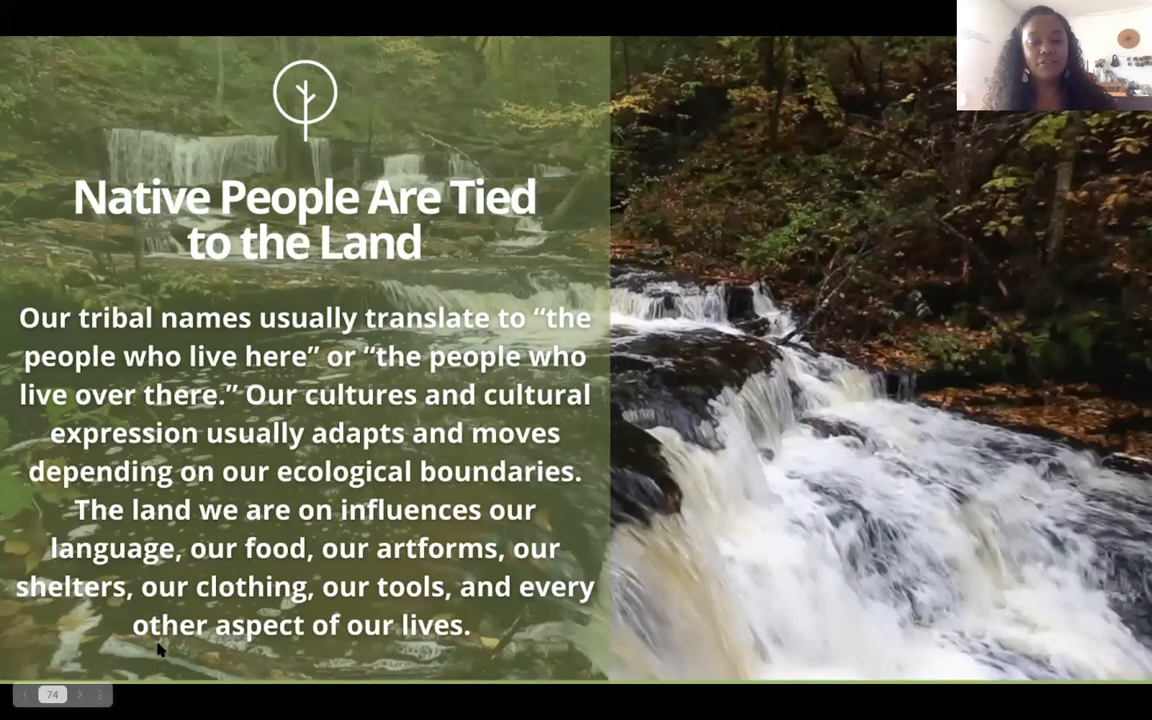 Native People Are Tied
to the Land
Our tribal names usually translate to “the
people who live here” or “the people who
live over there.” Our cultures and cultural
expression usually adapts and moves
depending on our ecological boundaries.
The land we are on influences our
language, our food, our artforms, our
shelters, our clothing, our tools, and every
other aspect of our lives.
74